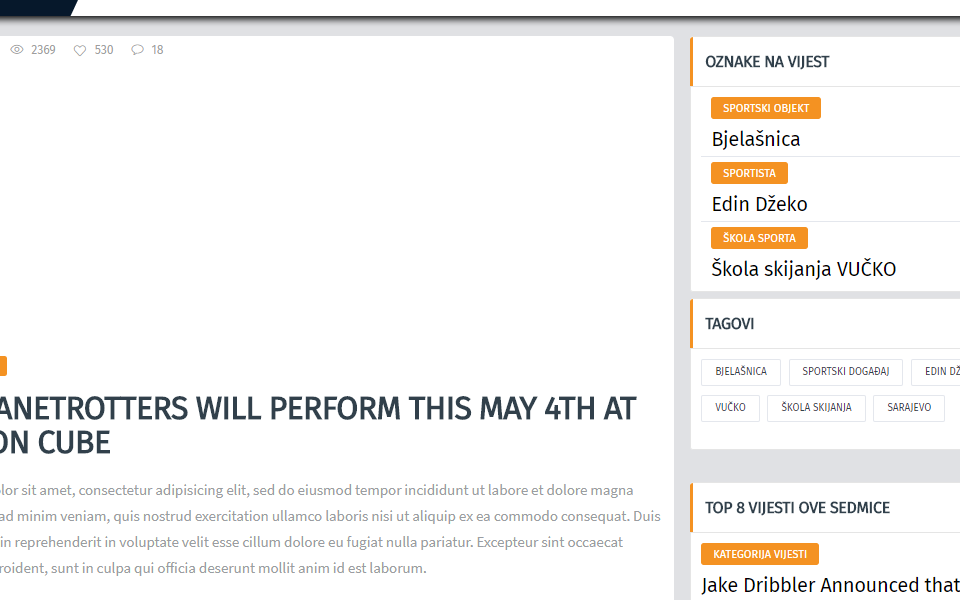 2369 530 18
ANETROTTERS WILL PERFORM THIS MAY 4TH AT
ON CUBE
olor sit amet, consectetur adipisicing elit, sed do eiusmod tempor incididunt ut labore et dolore magna
ad minim veniam, quis nostrud exercitation ullamco laboris nisi ut aliquip ex ea commodo consequat. Duis
in reprehenderit in voluptate velit esse cillum dolore eu fugiat nulla pariatur. Excepteur sint occaecat
roident, sunt in culpa qui officia deserunt mollit anim id est laborum.
OZNAKE NA VIJEST
SPORTSKI OBJEKT
Bjelašnica
SPORTISTA
Edin Džeko
ŠKOLA SPORTA
Škola skijanja VUČKO
TAGOVI
BJELAŠNICA SPORTSKI DOGAĐAJ EDIN DŽ
VUČKO ŠKOLA SKIJANJA SARAJEVO
TOP 8 VIJESTI OVE SEDMICE
KATEGORIJA VIJESTI
Jake Dribbler Announced that